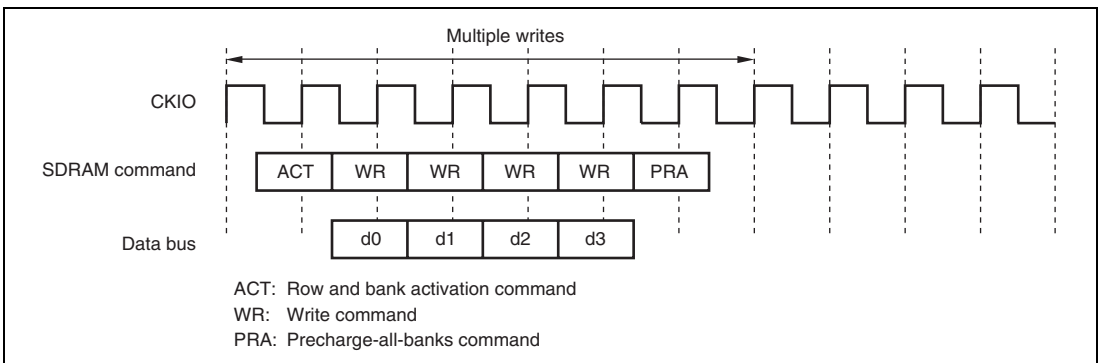 Multiple writes
CKIO
SDRAM command ACT WR WR WR WR PRA
Data bus d0 d1 d2 d3
ACT: Row and bank activation command
WR: Write command
PRA: Precharge-all-banks command